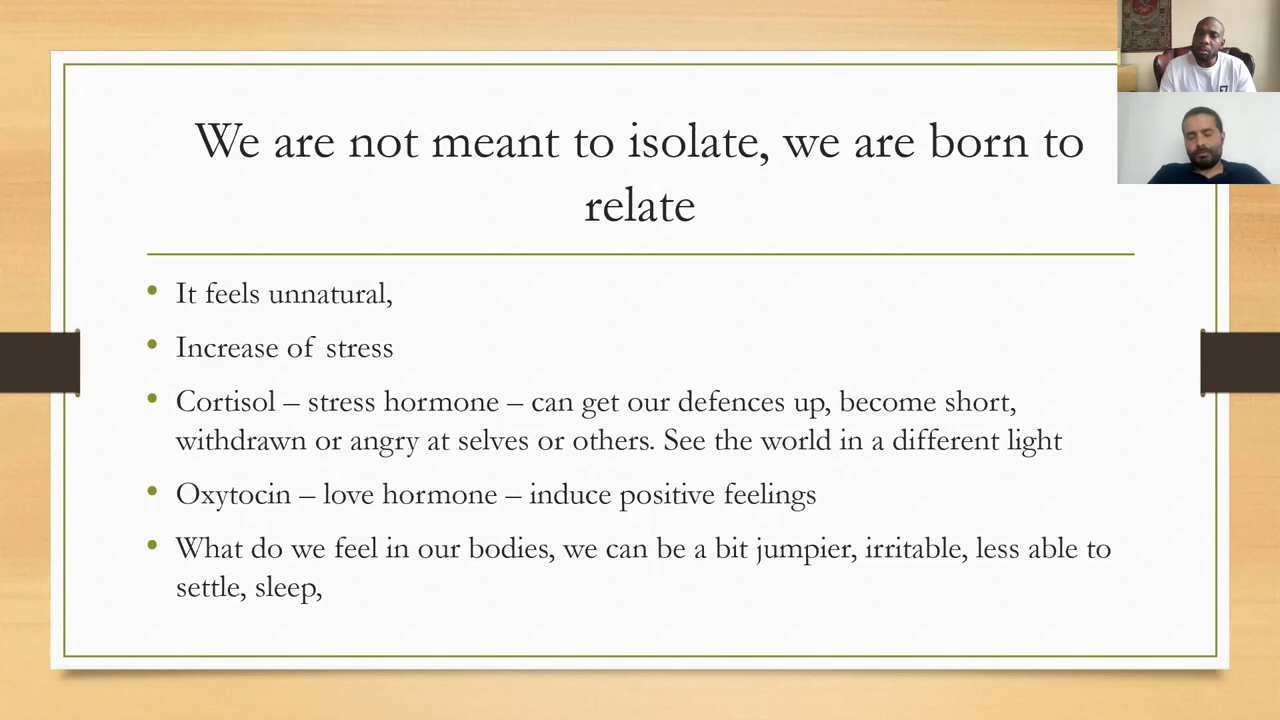 We are not meant to isolate, we are born to
relate
• It feels unnatural,
• Increase of stress
• Cortisol – stress hormone – can get our defences up, become short,
withdrawn or angry at selves or others. See the world in a different light
• Oxytocin – love hormone – induce positive feelings
• What do we feel in our bodies, we can be a bit jumpier, irritable, less able to
settle, sleep,